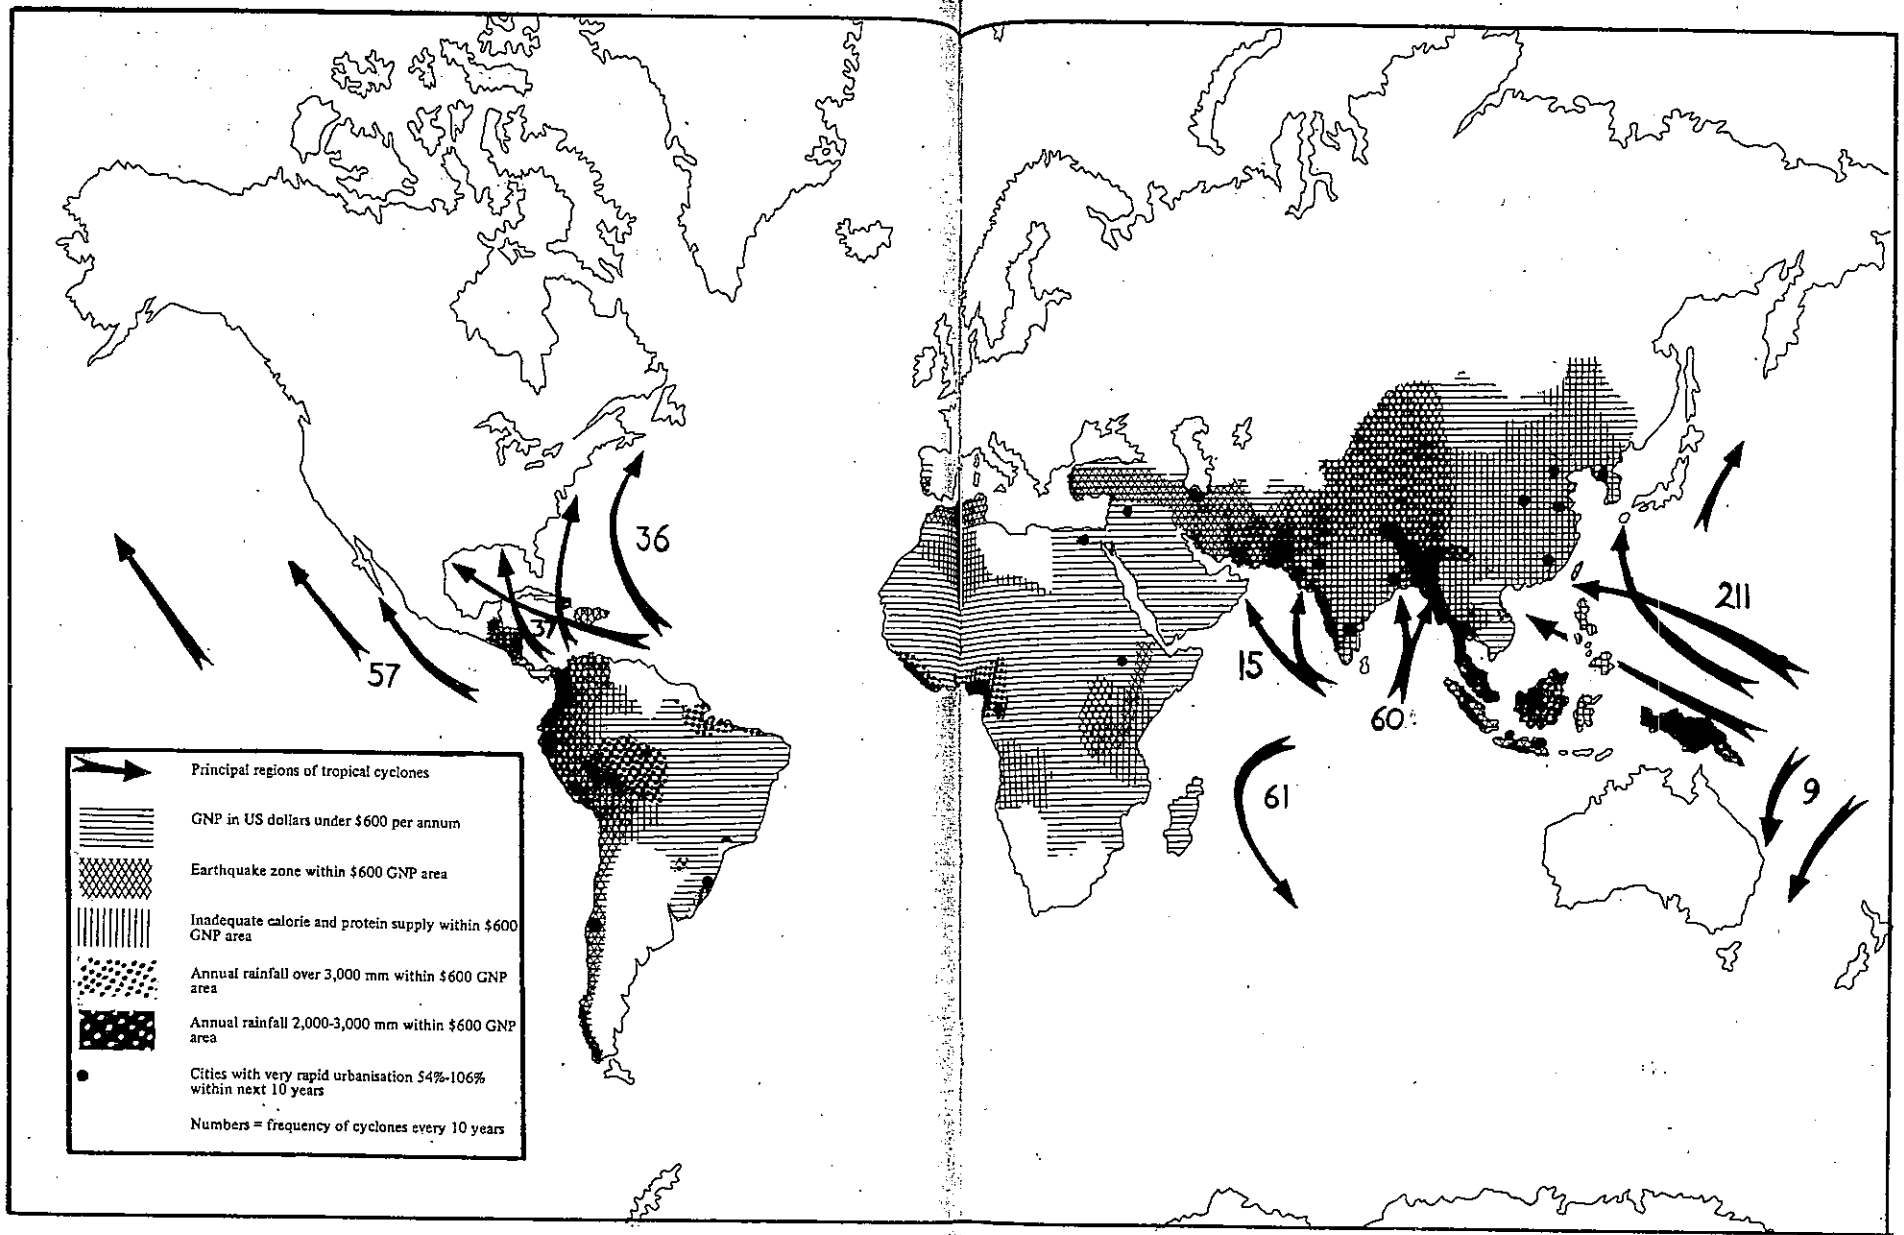 36
211
37
57
15
60
61
9
Principal regions of tropical cyclones
GNP in US dollars under $600 per annum
Earthquake zone within $600 GNP area
Inadequate calorie and protein supply within $600
GNP area
Annual rainfall over 3,000 mm within $600 GNP
area
Annual rainfall 2,000-3,000 mm within $600 GNP
area
Cities with very rapid urbanisation 54%-106%
within next 10 years
Numbers = frequency of cyclones every 10 years